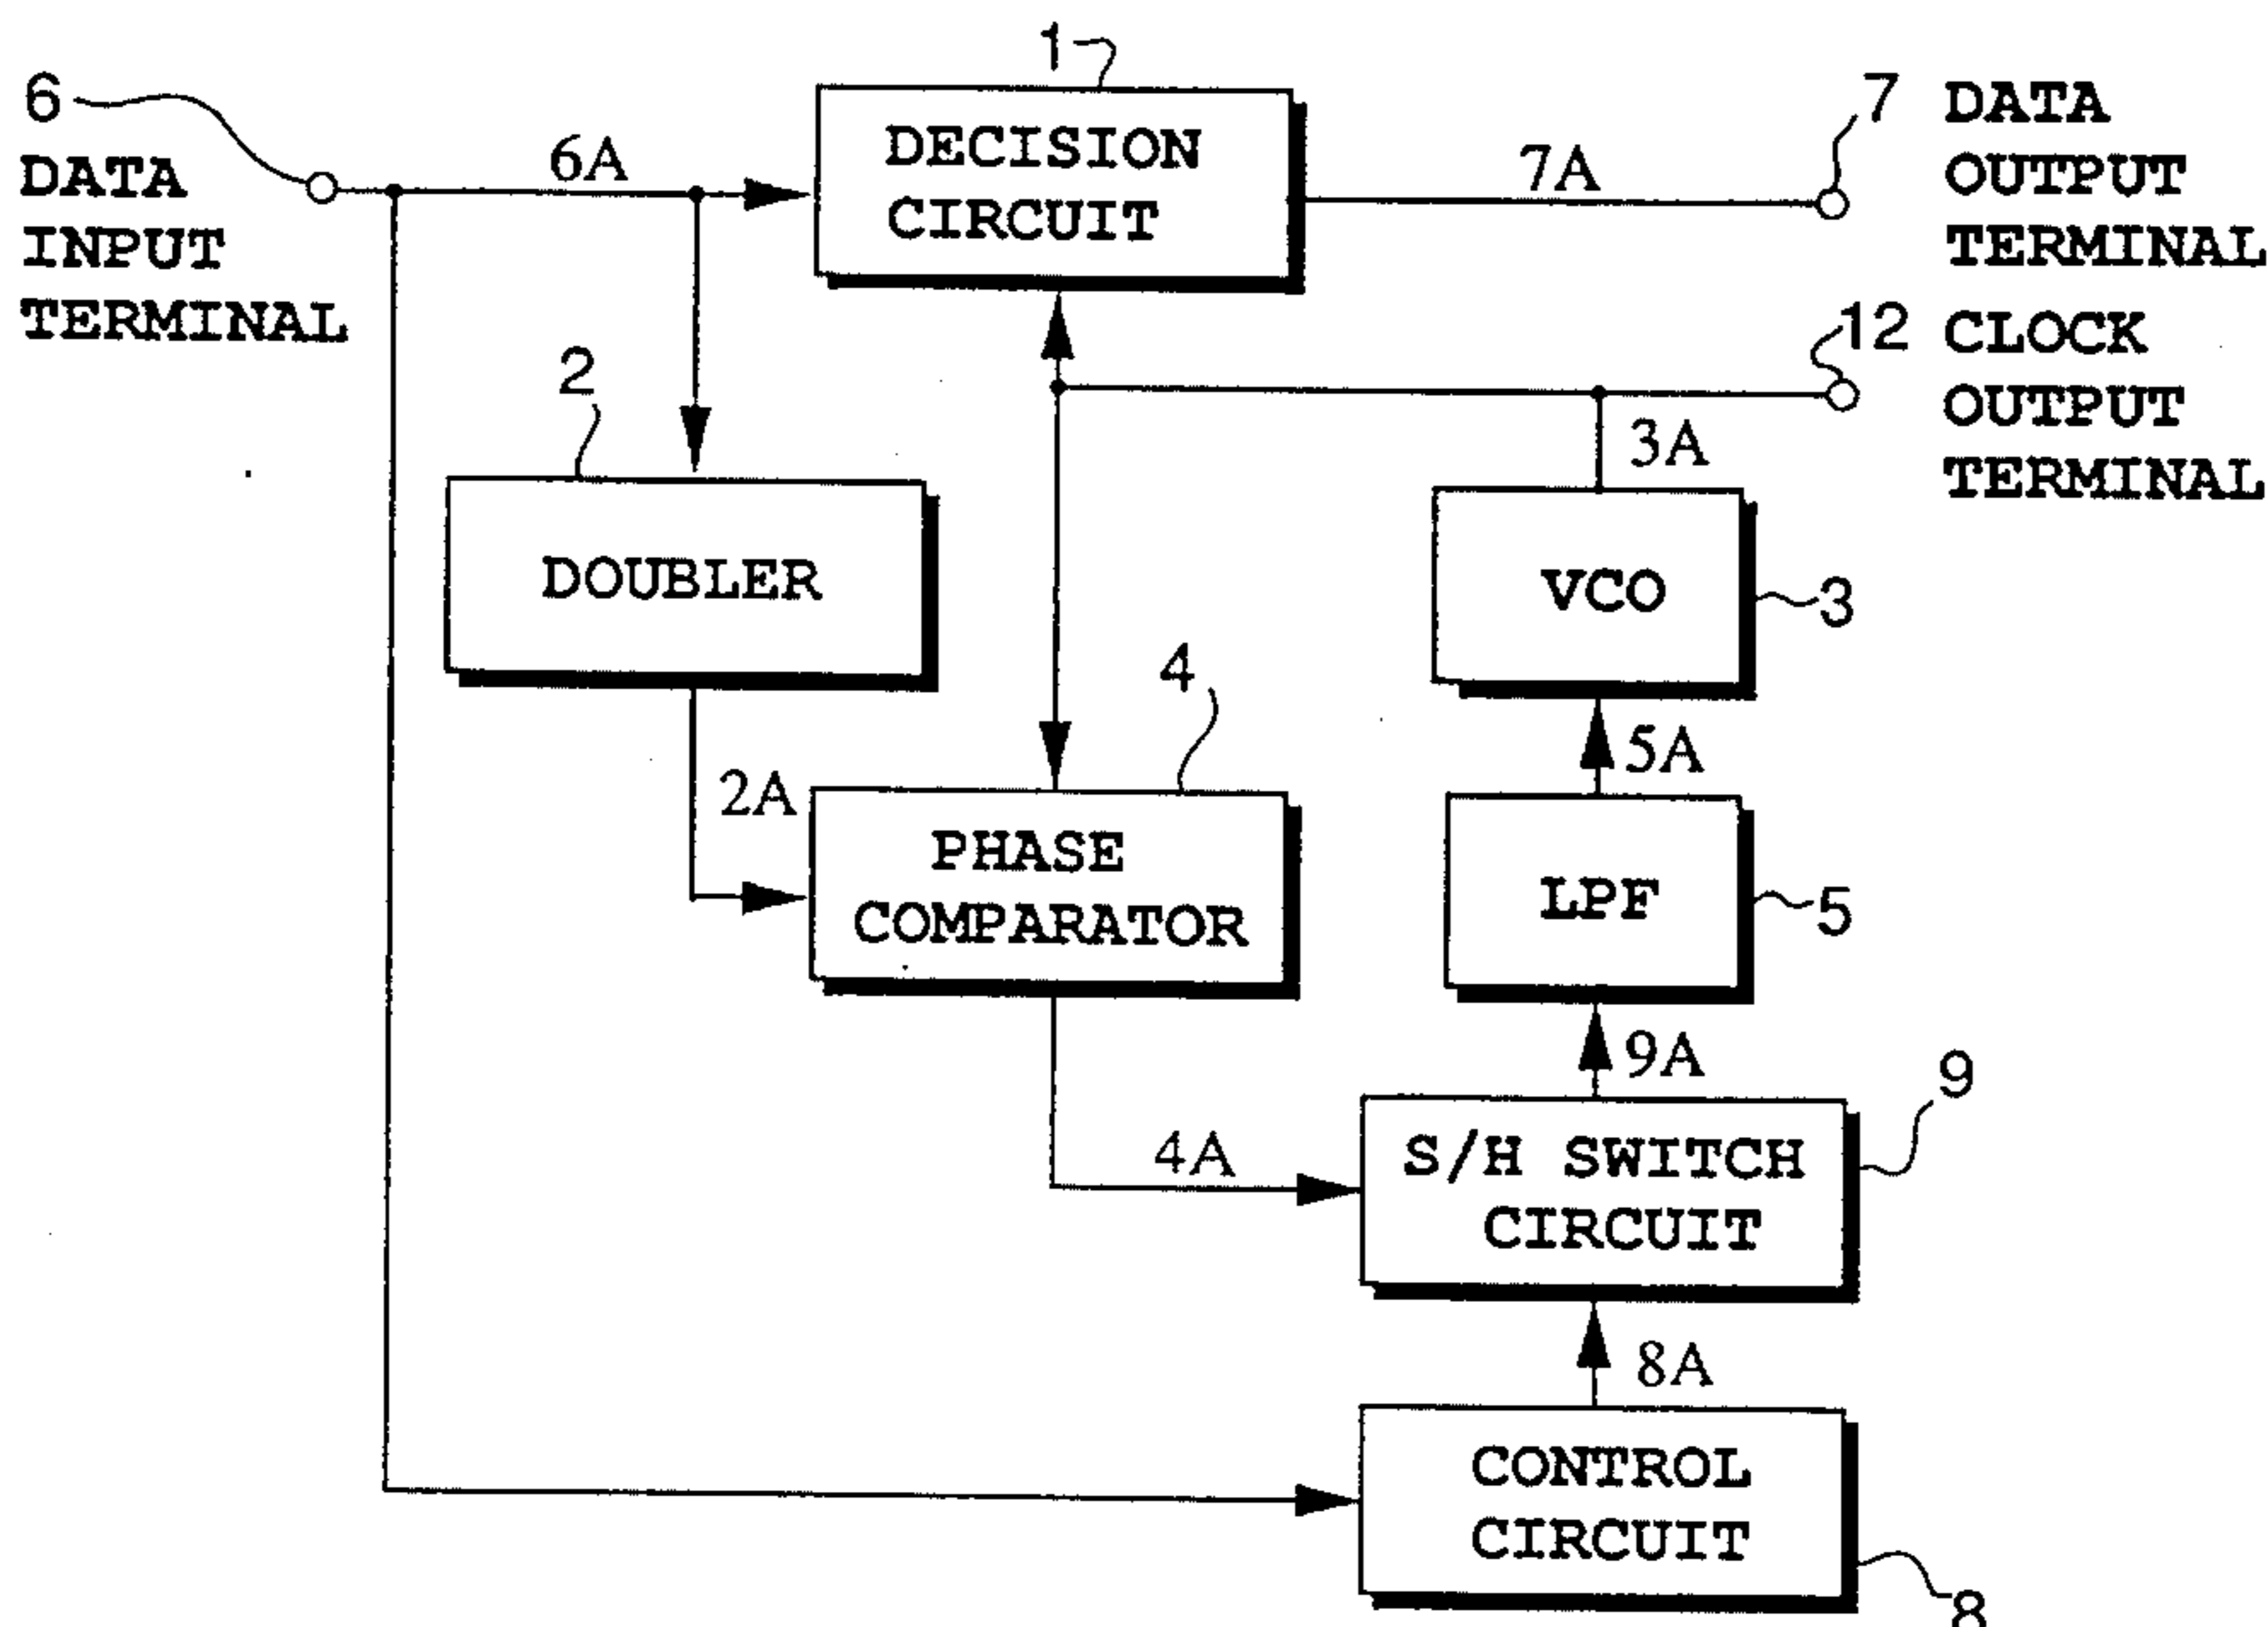 1
6
DATA
INPUT
TERMINAL
6A
DECISION
CIRCUIT
7A
7
DATA
OUTPUT
TERMINAL
12
CLOCK
OUTPUT
TERMINAL
2
DOUBLER
3A
VCO
3
4
2A
PHASE
COMPARATOR
5A
LPF
5
9A
4A
S/H SWITCH
CIRCUIT
9
8A
CONTROL
CIRCUIT
8